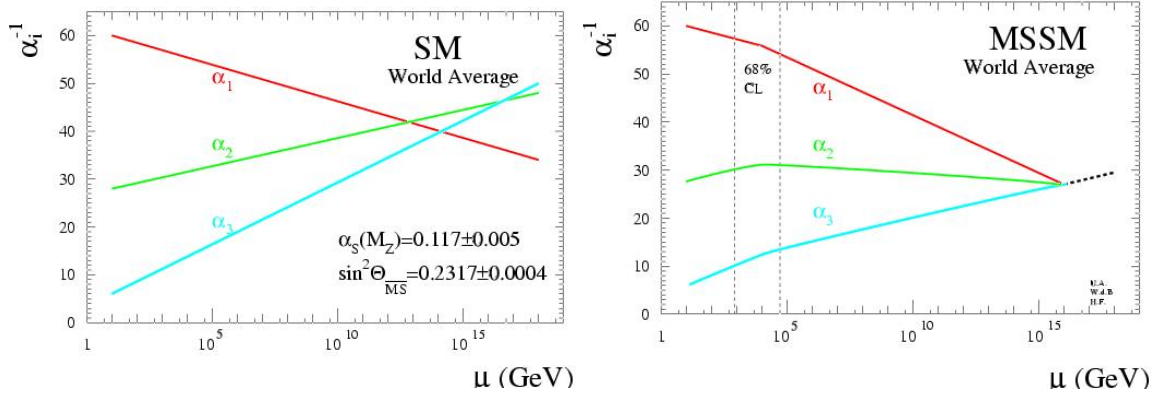 α_i^-1
60
50
40
30
20
10
0
SM
World Average
α_1
α_2
α_3
α_S(M_Z)=0.117±0.005
sin^2Θ_MS=0.2317±0.0004
1
10^5
10^10
10^15
μ (GeV)
α_i^-1
60
50
40
30
20
10
0
MSSM
World Average
68%
CL
α_1
α_2
α_3
U.A.
W.d.B
H.F.
1
10^5
10^10
10^15
μ (GeV)